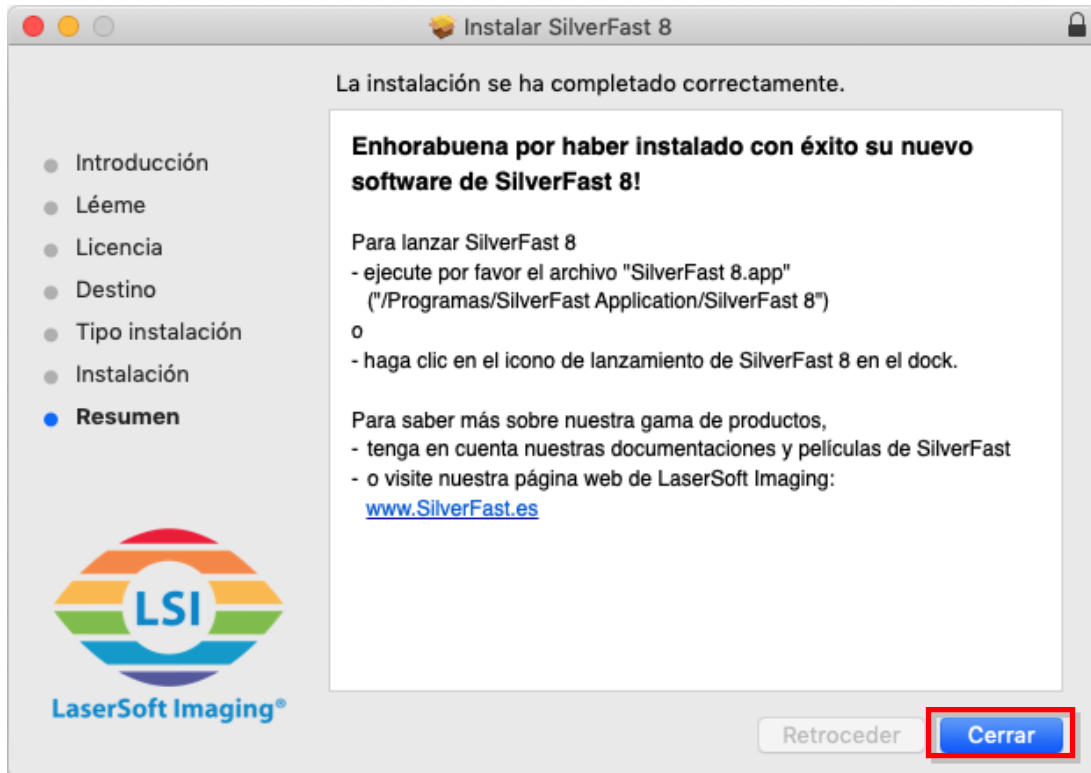 Instalar SilverFast 8
La instalación se ha completado correctamente.
Introducción
Léeme
Licencia
Destino
Tipo instalación
Instalación
Resumen
Enhorabuena por haber instalado con éxito su nuevo
software de SilverFast 8!
Para lanzar SilverFast 8
- ejecute por favor el archivo "SilverFast 8.app"
("/Programas/SilverFast Application/SilverFast 8")
o
- haga clic en el icono de lanzamiento de SilverFast 8 en el dock.
Para saber más sobre nuestra gama de productos,
- tenga en cuenta nuestras documentaciones y películas de SilverFast
- o visite nuestra página web de LaserSoft Imaging:
www.SilverFast.es
LSI
LaserSoft Imaging®
Retroceder
Cerrar